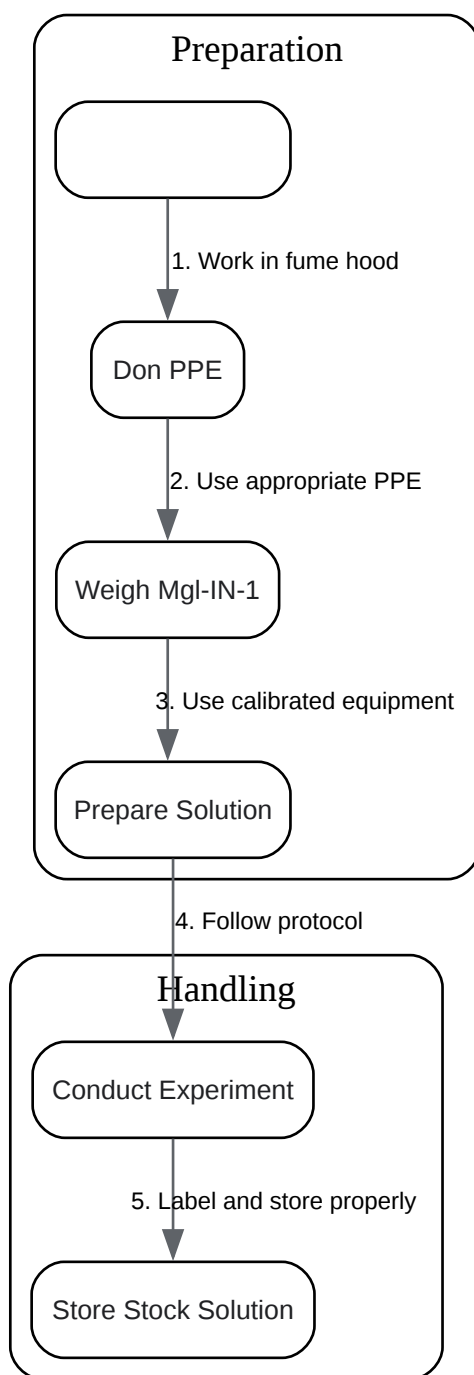 Preparation
1. Work in fume hood
Don PPE
2. Use appropriate PPE
Weigh Mgl-IN-1
3. Use calibrated equipment
Prepare Solution
4. Follow protocol
Handling
Conduct Experiment
5. Label and store properly
Store Stock Solution